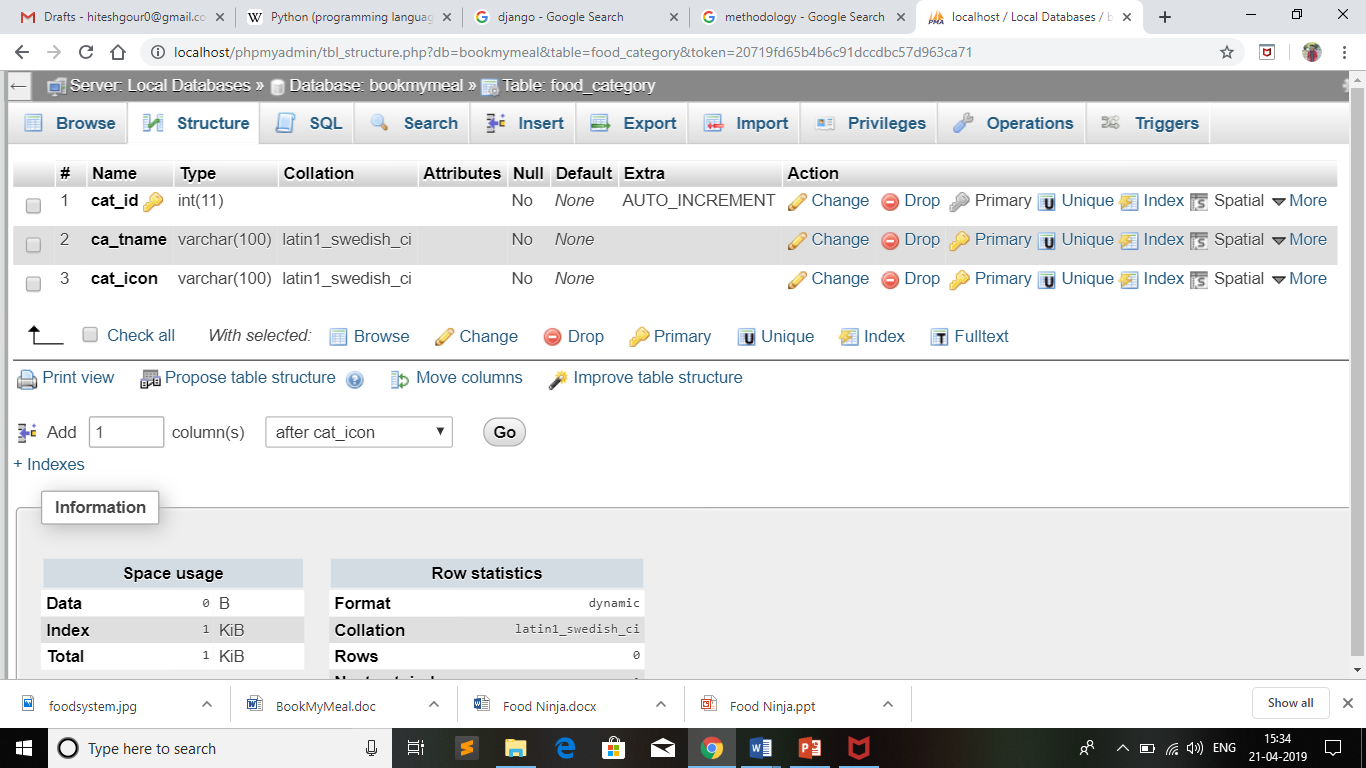 Drafts - hiteshgour0@gmail.co
Python (programming languag
django - Google Search
methodology - Google Search
localhost / Local Databases / b
localhost/phpmyadmin/tbl_structure.php?db=bookmymeal&table=food_category&token=20719fd65b4b6c91dccdbc57d963ca71
Server: Local Databases » Database: bookmymeal » Table: food_category
Browse Structure SQL Search Insert Export Import Privileges Operations Triggers
# Name Type Collation Attributes Null Default Extra Action
1 cat_id int(11) No None AUTO_INCREMENT Change Drop Primary Unique Index Spatial More
2 ca_tname varchar(100) latin1_swedish_ci No None Change Drop Primary Unique Index Spatial More
3 cat_icon varchar(100) latin1_swedish_ci No None Change Drop Primary Unique Index Spatial More
Check all With selected: Browse Change Drop Primary Unique Index Fulltext
Print view Propose table structure Move columns Improve table structure
Add 1 column(s) after cat_icon Go
+ Indexes
Information
Space usage Row statistics
Data 0 B Format dynamic
Index 1 KiB Collation latin1_swedish_ci
Total 1 KiB Rows 0
foodsystem.jpg BookMyMeal.doc Food Ninja.docx Food Ninja.ppt Show all
Type here to search
ENG 15:34
21-04-2019